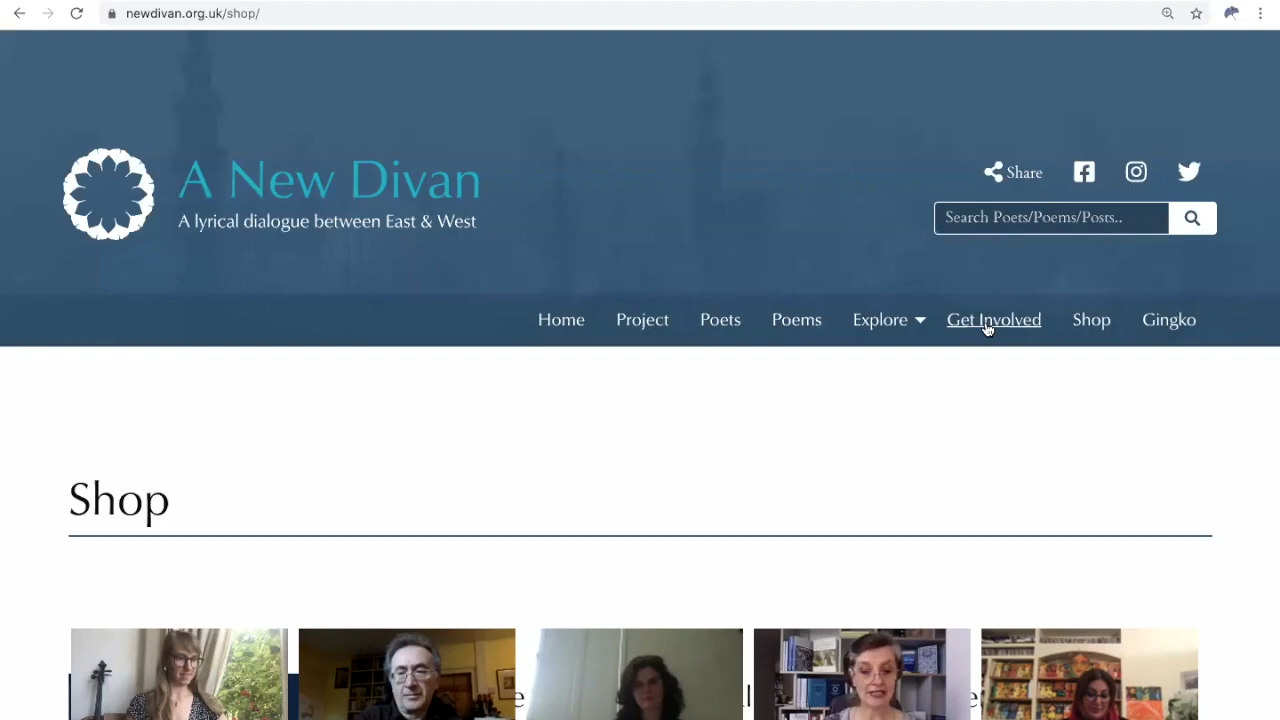 newdivan.org.uk/shop/
A New Divan
A lyrical dialogue between East & West
Share
Search Poets/Poems/Posts..
Home Project Poets Poems Explore Get Involved Shop Gingko
Shop